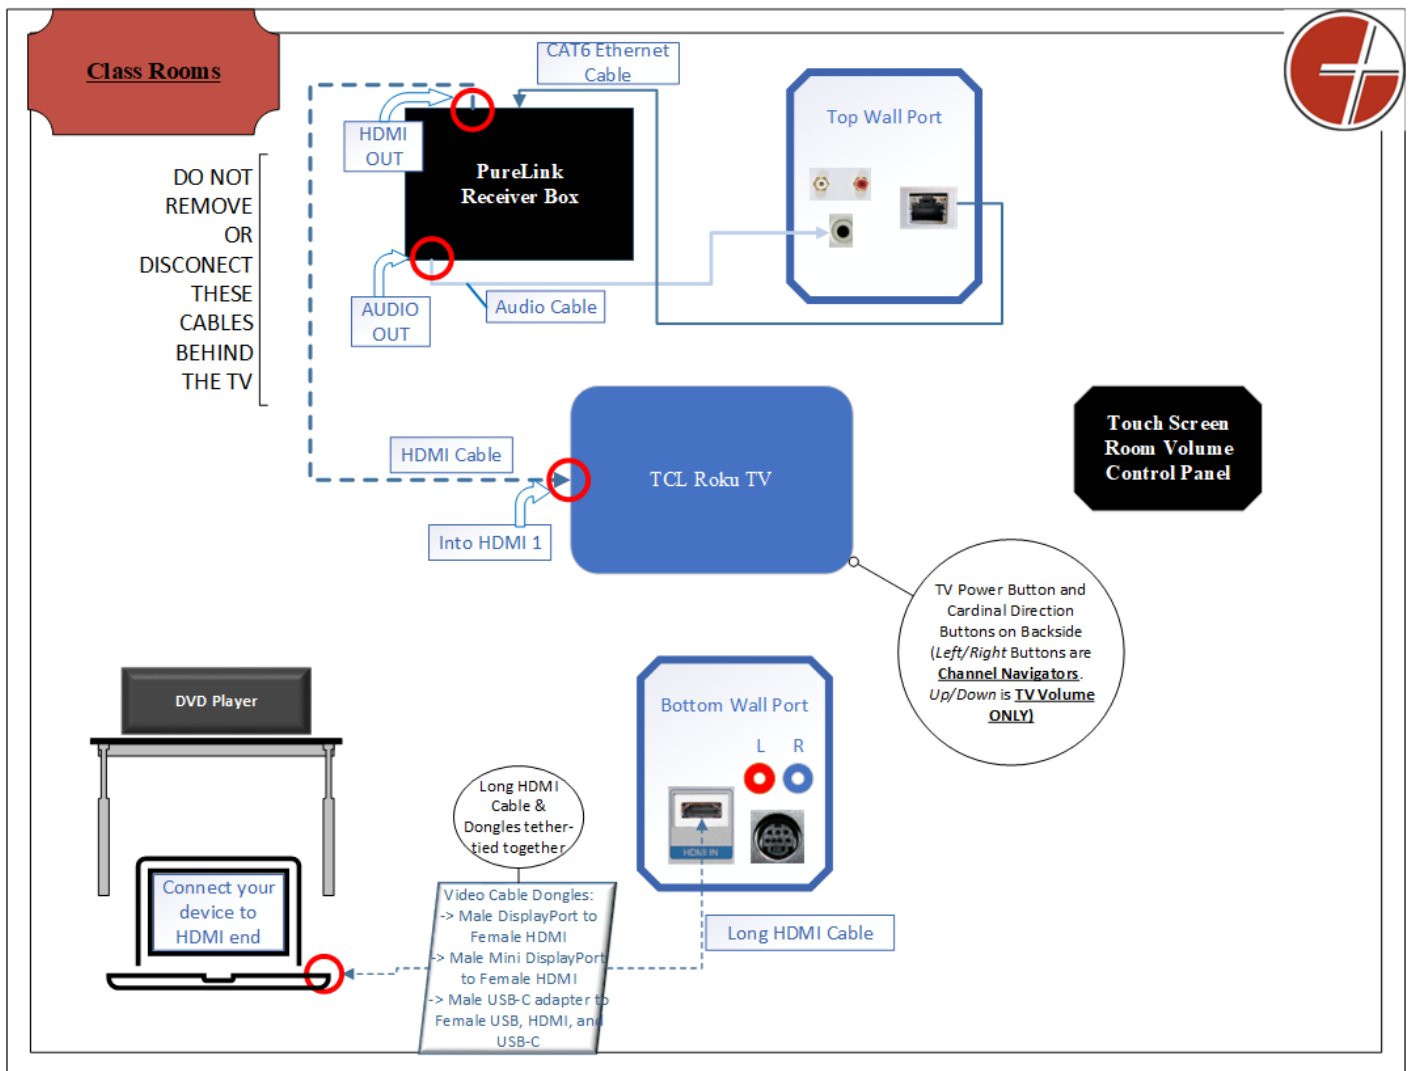 Class Rooms
CAT6 Ethernet
Cable
HDMI
OUT
PureLink
Receiver Box
Top Wall Port
DO NOT
REMOVE
OR
DISCONECT
THESE
CABLES
BEHIND
THE TV
AUDIO
OUT
Audio Cable
HDMI Cable
Into HDMI 1
TCL Roku TV
Touch Screen
Room Volume
Control Panel
TV Power Button and
Cardinal Direction
Buttons on Backside
(Left/Right Buttons are
Channel Navigators.
Up/Down is TV Volume
ONLY)
DVD Player
Bottom Wall Port
L R
HDMI IN
Long HDMI
Cable &
Dongles tether-
tied together
Connect your
device to
HDMI end
Video Cable Dongles:
-> Male DisplayPort to
Female HDMI
-> Male Mini DisplayPort
to Female HDMI
-> Male USB-C adapter to
Female USB, HDMI, and
USB-C
Long HDMI Cable